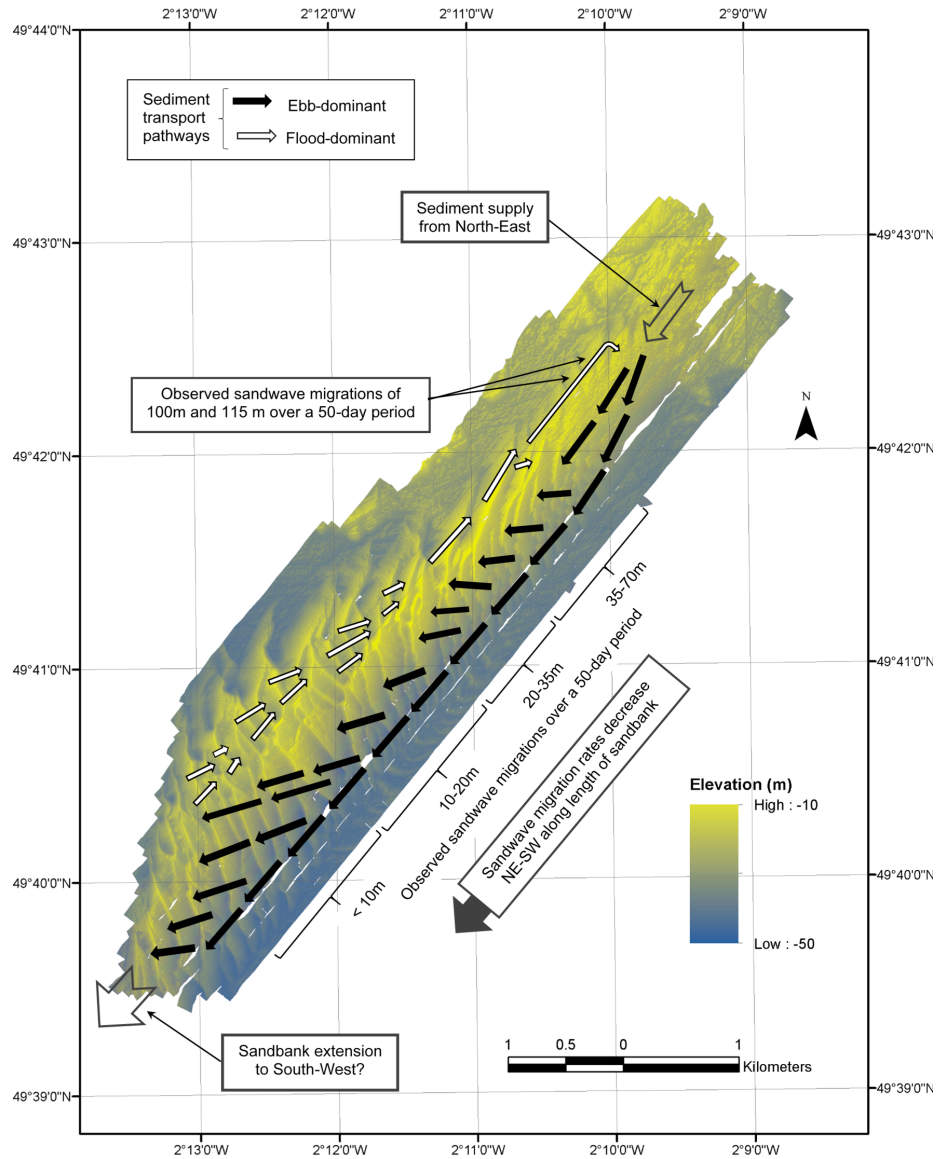 2°13'0"W 2°12'0"W 2°11'0"W 2°10'0"W 2°9'0"W
49°44'0"N
Sediment
transport
pathways
Ebb-dominant
Flood-dominant
Sediment supply
from North-East
49°43'0"N 49°43'0"N
Observed sandwave migrations of
100m and 115 m over a 50-day period
N
49°42'0"N 49°42'0"N
35-70m
20-35m
10-20m
< 10m
Observed sandwave migrations over a 50-day period
49°41'0"N 49°41'0"N
Sandwave migration rates decrease
NE-SW along length of sandbank
Elevation (m)
High : -10
Low : -50
49°40'0"N 49°40'0"N
Sandbank extension
to South-West?
1 0.5 0 1
Kilometers
49°39'0"N 49°39'0"N
2°13'0"W 2°12'0"W 2°11'0"W 2°10'0"W 2°9'0"W